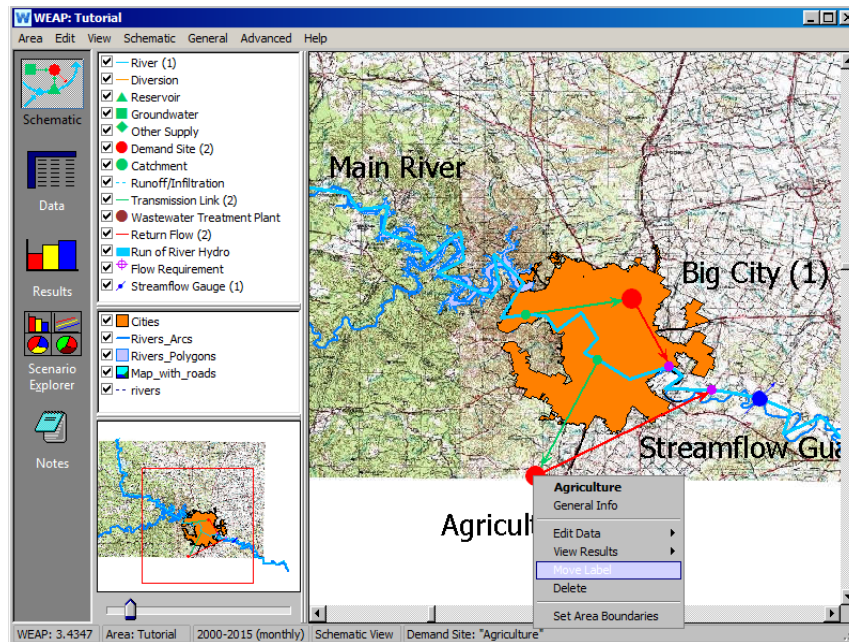 WEAP: Tutorial
Area Edit View Schematic General Advanced Help
Schematic
Data
Results
Scenario
Explorer
Notes
River (1)
Diversion
Reservoir
Groundwater
Other Supply
Demand Site (2)
Catchment
Runoff/Infiltration
Transmission Link (2)
Wastewater Treatment Plant
Return Flow (2)
Run of River Hydro
Flow Requirement
Streamflow Gauge (1)
Cities
Rivers_Arcs
Rivers_Polygons
Map_with_roads
rivers
Main River
Big City (1)
Streamflow Gau
Agricult
Agriculture
General Info
Edit Data
View Results
Move Label
Delete
Set Area Boundaries
WEAP: 3.4347 Area: Tutorial 2000-2015 (monthly) Schematic View Demand Site: "Agriculture"